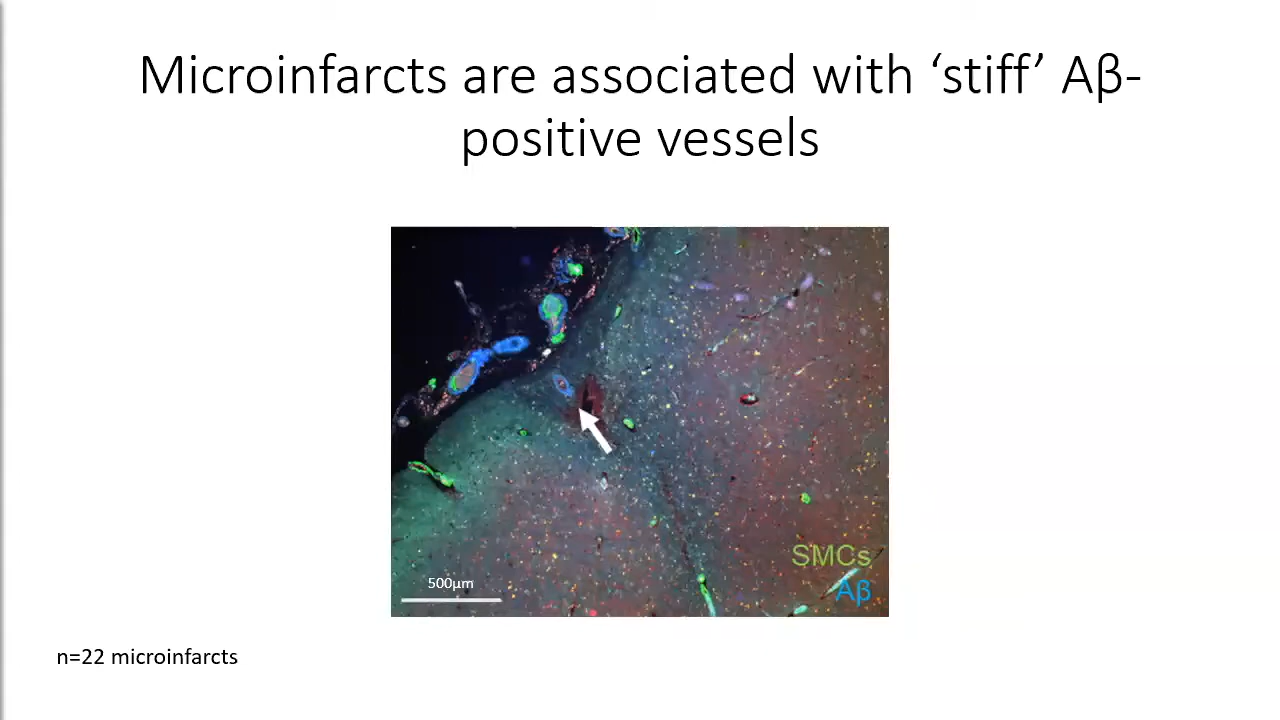 Microinfarcts are associated with ‘stiff’ Aβ-
positive vessels
SMCs
500µm
Aβ
n=22 microinfarcts